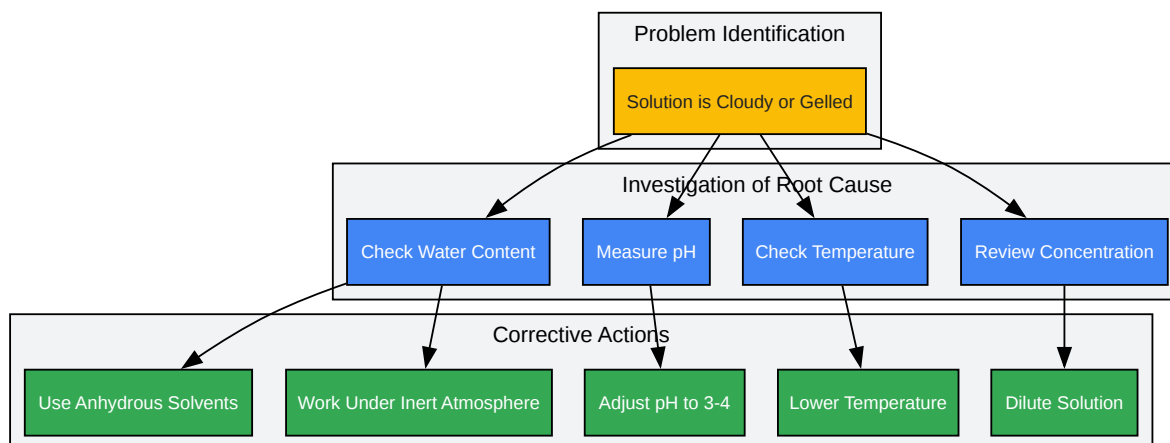 Problem Identification
Solution is Cloudy or Gelled
Investigation of Root Cause
Check Water Content
Measure pH
Check Temperature
Review Concentration
Corrective Actions
Use Anhydrous Solvents
Work Under Inert Atmosphere
Adjust pH to 3-4
Lower Temperature
Dilute Solution